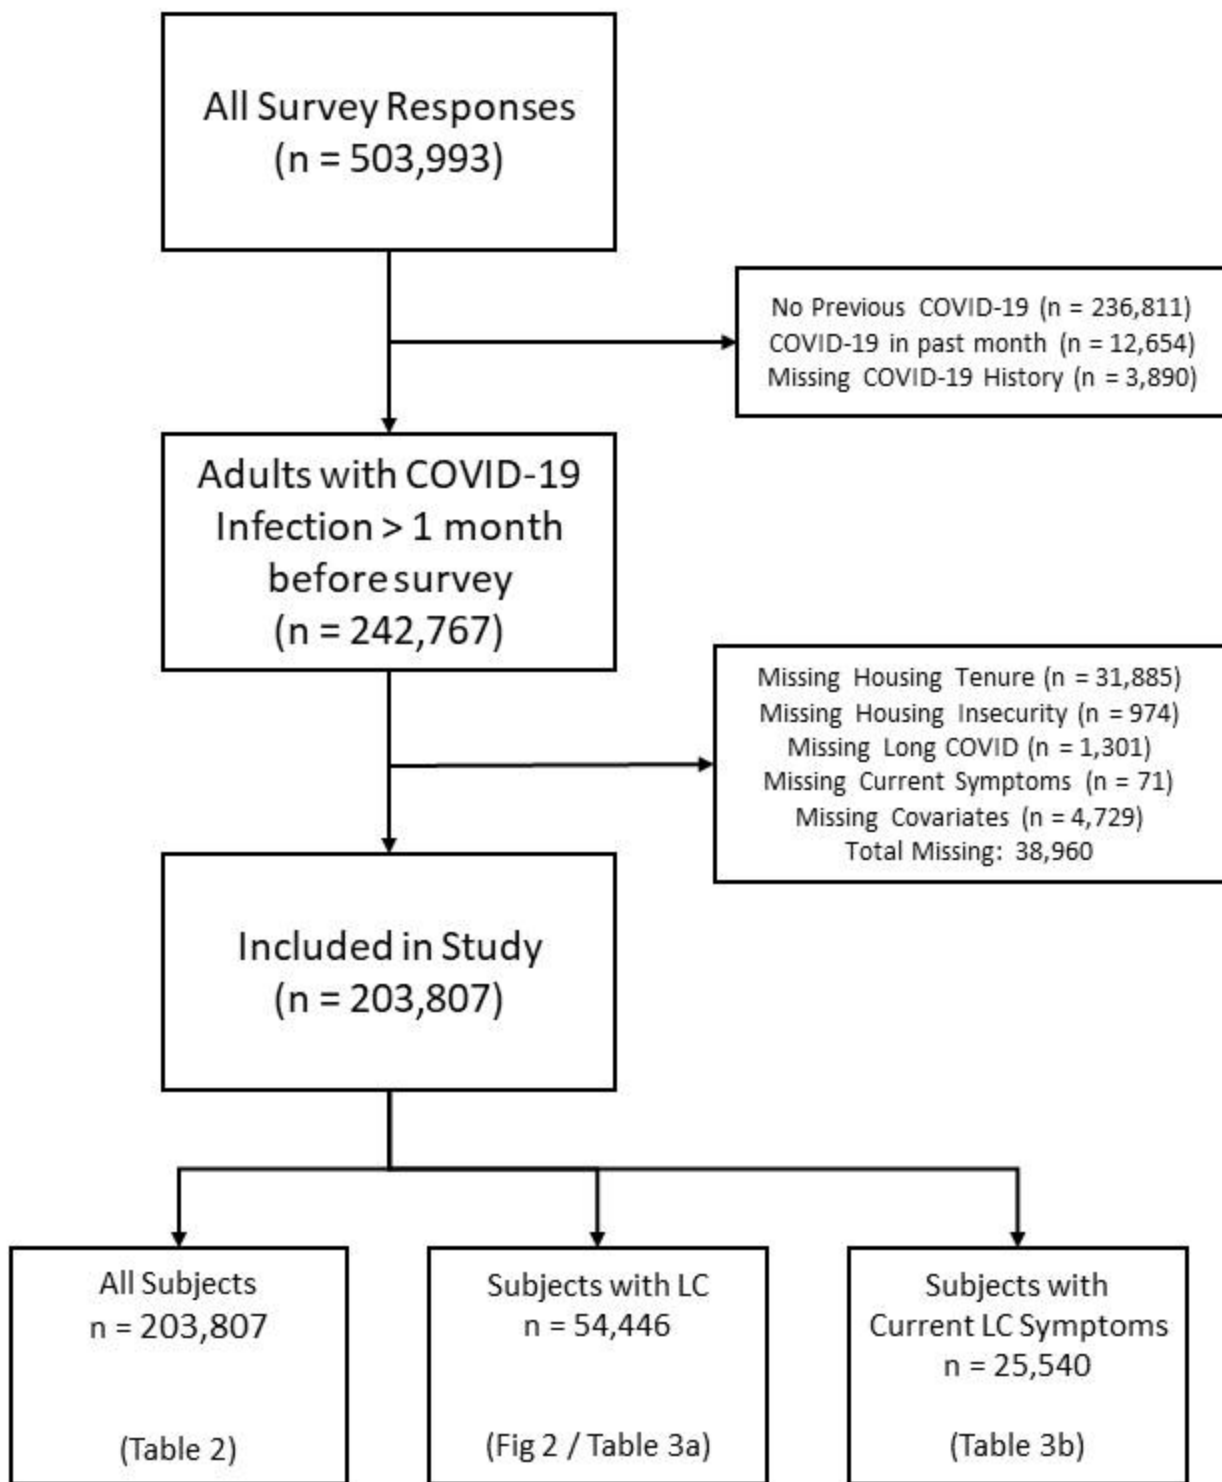 All Survey Responses
(n = 503,993)
No Previous COVID-19 (n = 236,811)
COVID-19 in past month (n = 12,654)
Missing COVID-19 History (n = 3,890)
Adults with COVID-19
Infection > 1 month
before survey
(n = 242,767)
Missing Housing Tenure (n = 31,885)
Missing Housing Insecurity (n = 974)
Missing Long COVID (n = 1,301)
Missing Current Symptoms (n = 71)
Missing Covariates (n = 4,729)
Total Missing: 38,960
Included in Study
(n = 203,807)
All Subjects
n = 203,807
(Table 2)
Subjects with LC
n = 54,446
(Fig 2 / Table 3a)
Subjects with
Current LC Symptoms
n = 25,540
(Table 3b)